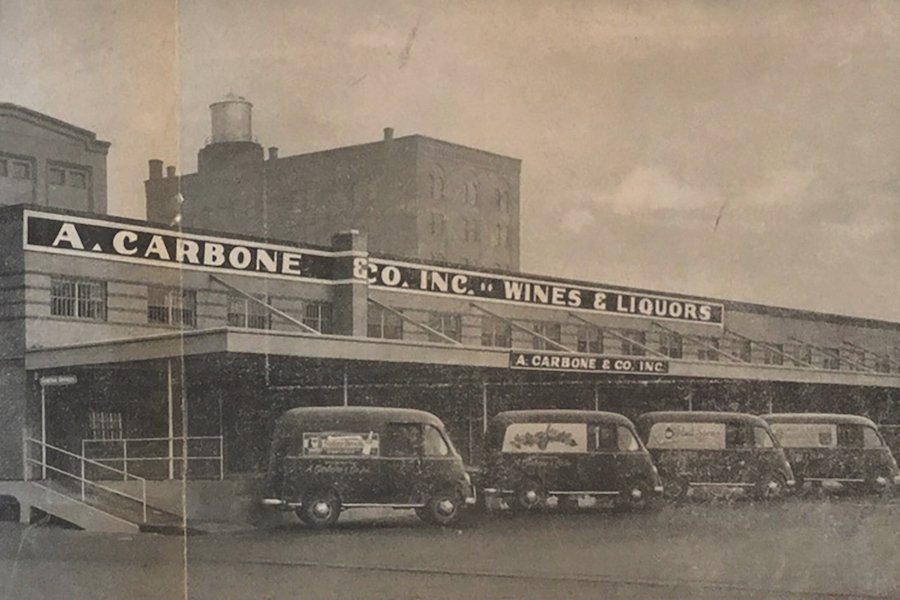 A. CARBONE & CO. INC. " WINES & LIQUORS
A. CARBONE & CO. INC.